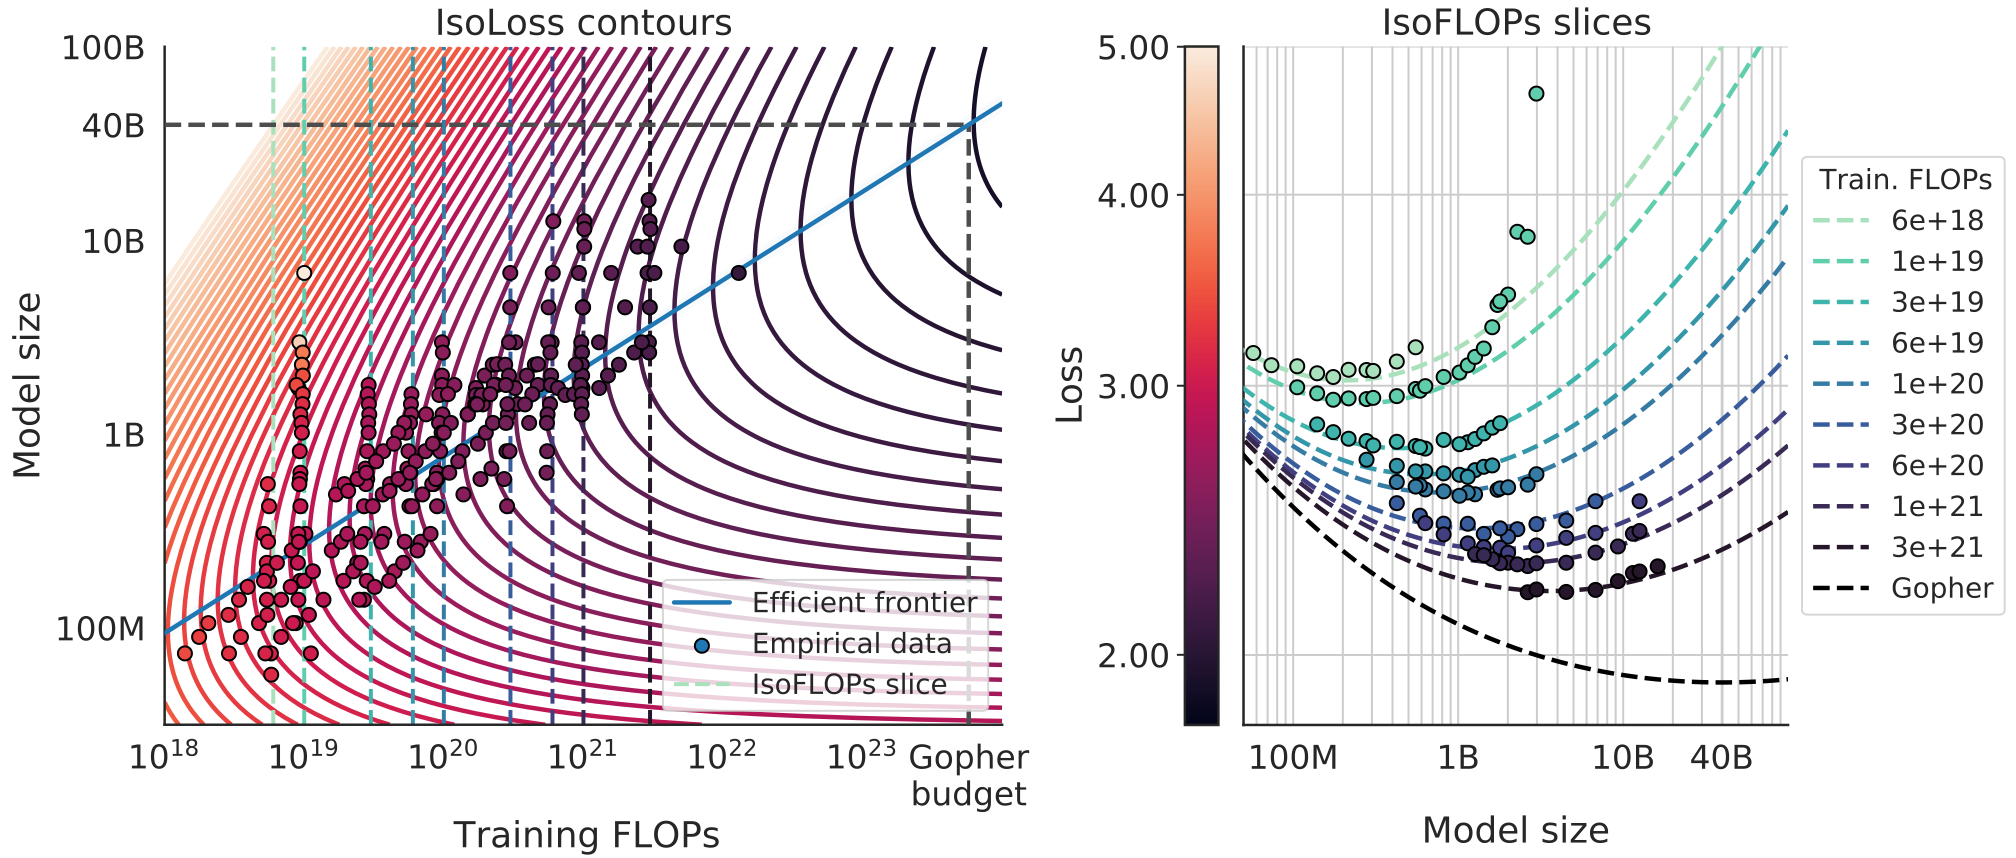 IsoLoss contours
100B
40B
10B
1B
100M
Model size
10^18
10^19
10^20
10^21
10^22
10^23
Gopher
budget
Training FLOPs
Efficient frontier
Empirical data
IsoFLOPs slice
IsoFLOPs slices
5.00
4.00
3.00
2.00
Loss
100M
1B
10B
40B
Model size
Train. FLOPs
6e+18
1e+19
3e+19
6e+19
1e+20
3e+20
6e+20
1e+21
3e+21
Gopher